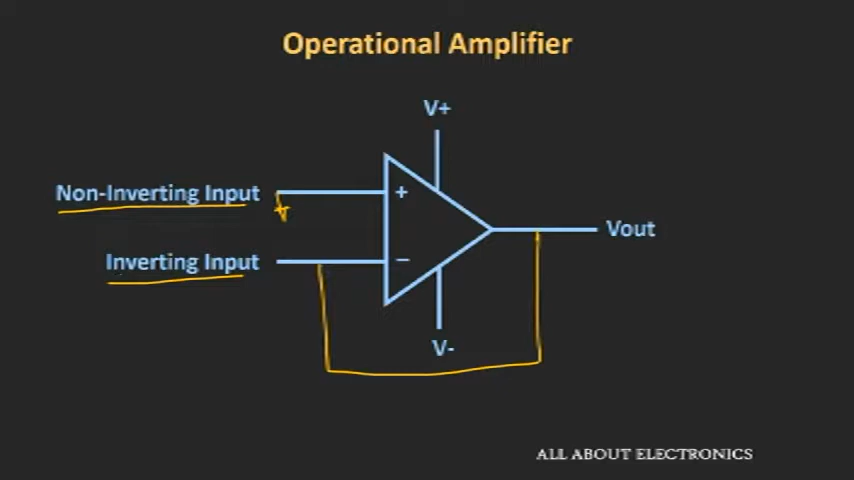 Operational Amplifier
V+
Non-Inverting Input
+
Vout
Inverting Input
−
V-
ALL ABOUT ELECTRONICS